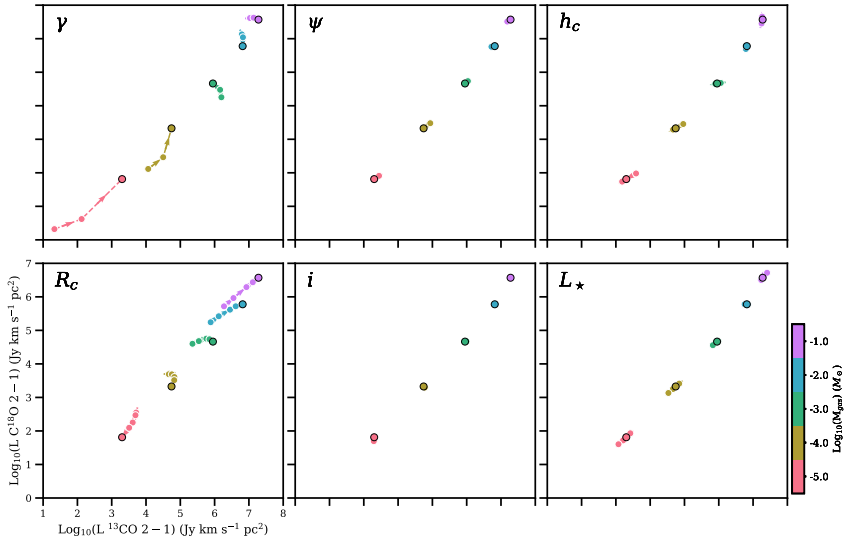 γ
ψ
h_c
R_c
i
L_⋆
7
6
5
4
3
2
1
0
Log₁₀(L C¹⁸O 2−1) (Jy km s⁻¹ pc²)
1 2 3 4 5 6 7 8
Log₁₀(L ¹³CO 2−1) (Jy km s⁻¹ pc²)
-1.0
-2.0
-3.0
-4.0
-5.0
Log₁₀(M_gas) (M_⊙)